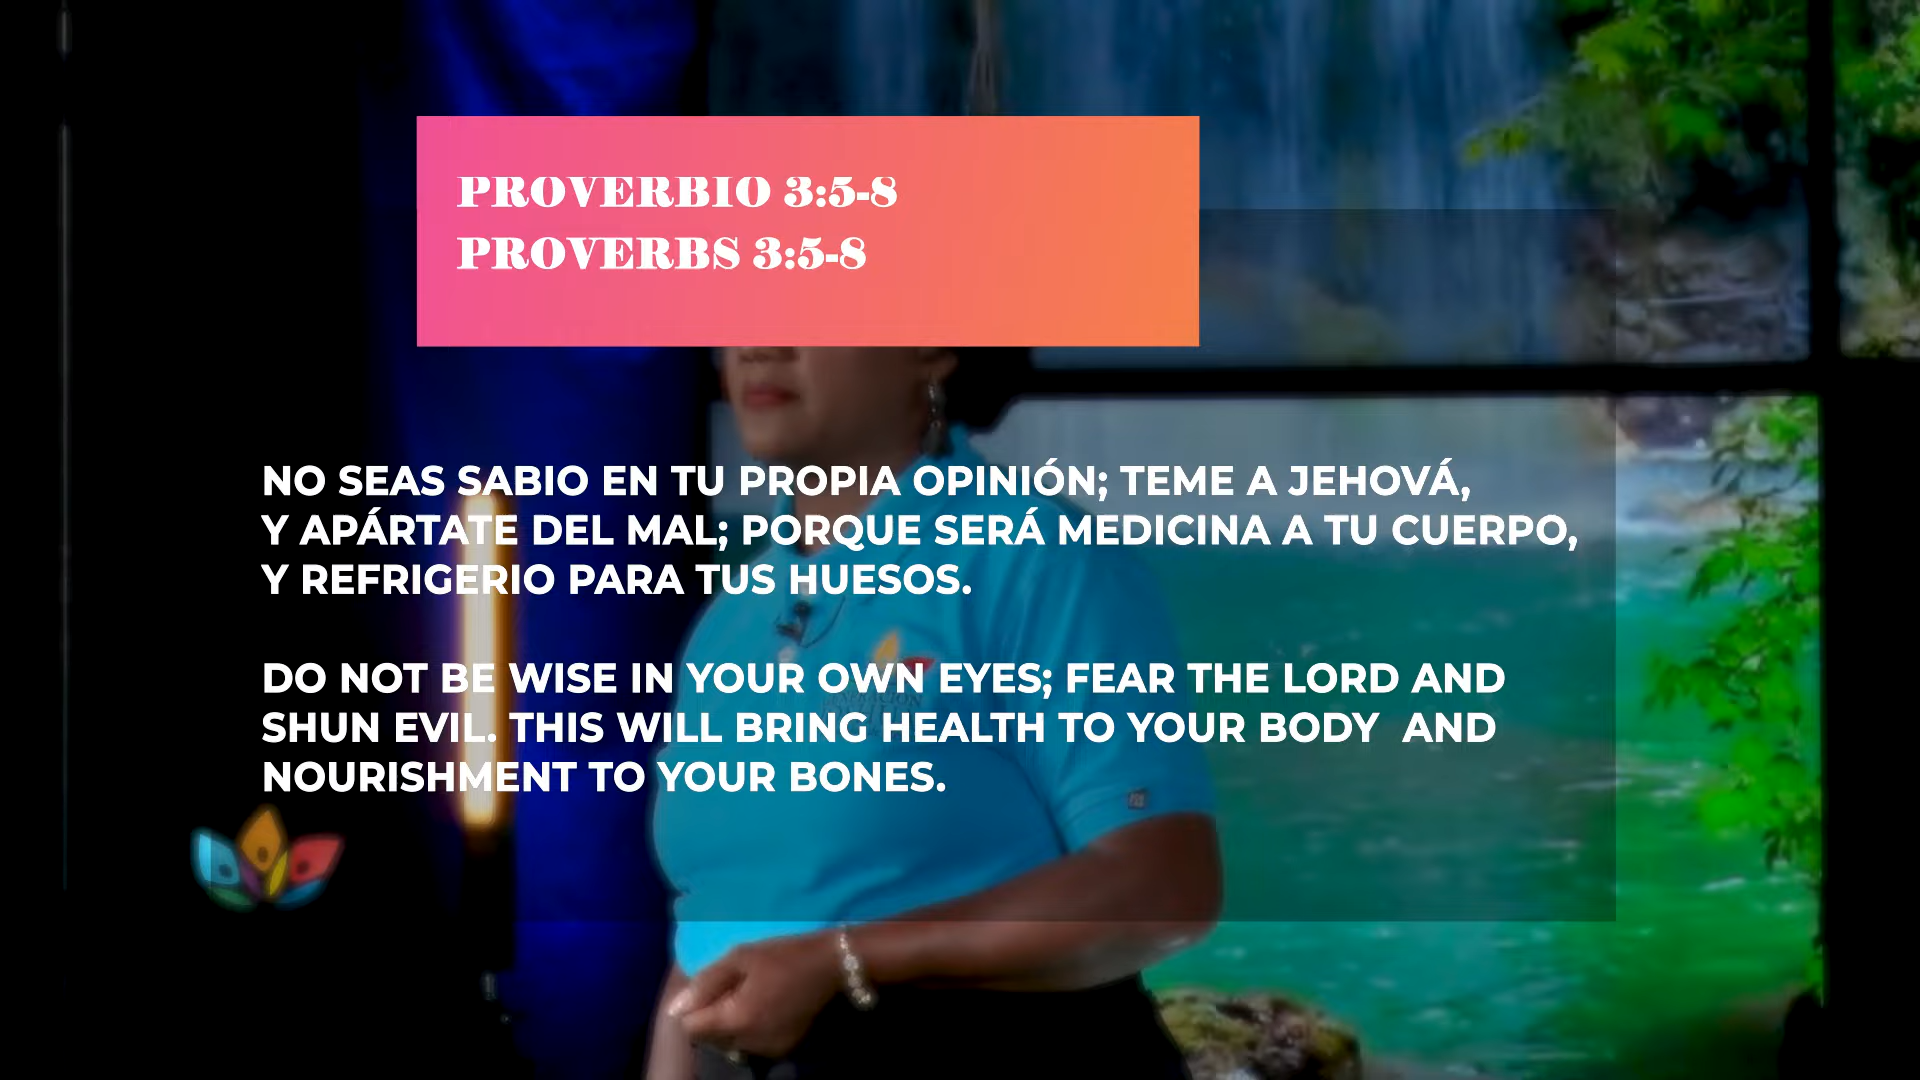 PROVERBIO 3:5-8
PROVERBS 3:5-8
NO SEAS SABIO EN TU PROPIA OPINIÓN; TEME A JEHOVÁ,
Y APÁRTATE DEL MAL; PORQUE SERÁ MEDICINA A TU CUERPO,
Y REFRIGERIO PARA TUS HUESOS.
DO NOT BE WISE IN YOUR OWN EYES; FEAR THE LORD AND
SHUN EVIL. THIS WILL BRING HEALTH TO YOUR BODY  AND
NOURISHMENT TO YOUR BONES.